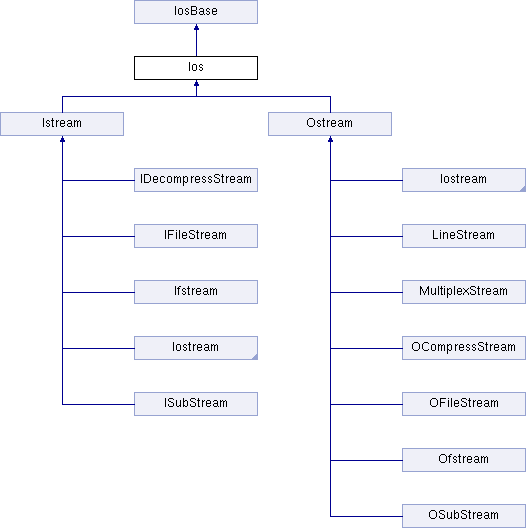 IosBase
Ios
Istream
Ostream
IDecompressStream
Iostream
IFileStream
LineStream
Ifstream
MultiplexStream
Iostream
OCompressStream
ISubStream
OFileStream
Ofstream
OSubStream